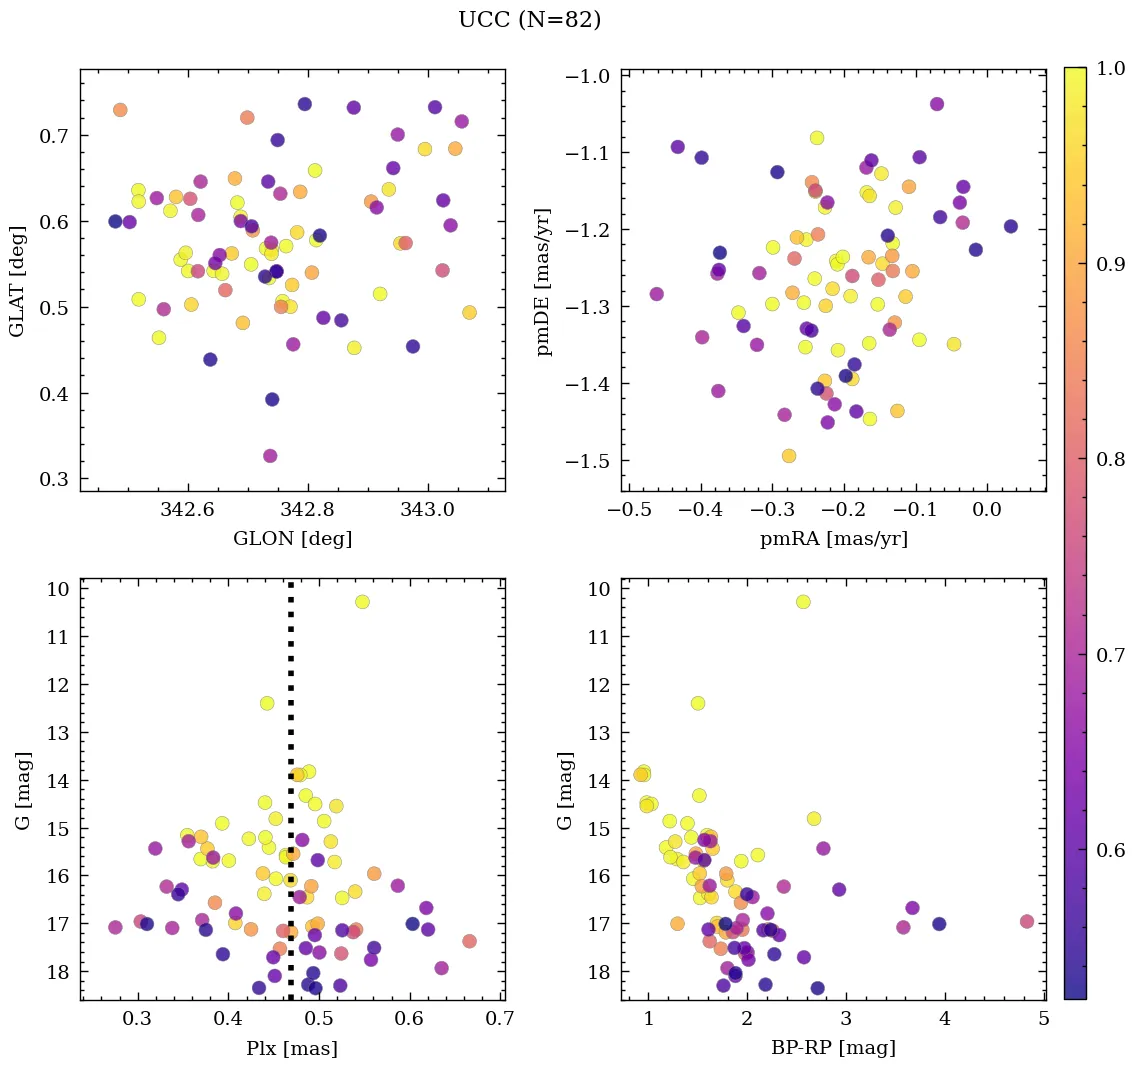 UCC (N=82)
0.7
0.6
0.5
0.4
0.3
GLAT [deg]
342.6 342.8 343.0
GLON [deg]
−1.0
−1.1
−1.2
−1.3
−1.4
−1.5
pmDE [mas/yr]
−0.5 −0.4 −0.3 −0.2 −0.1 0.0
pmRA [mas/yr]
10
11
12
13
14
15
16
17
18
G [mag]
0.3 0.4 0.5 0.6 0.7
Plx [mas]
10
11
12
13
14
15
16
17
18
G [mag]
1 2 3 4 5
BP-RP [mag]
1.0
0.9
0.8
0.7
0.6